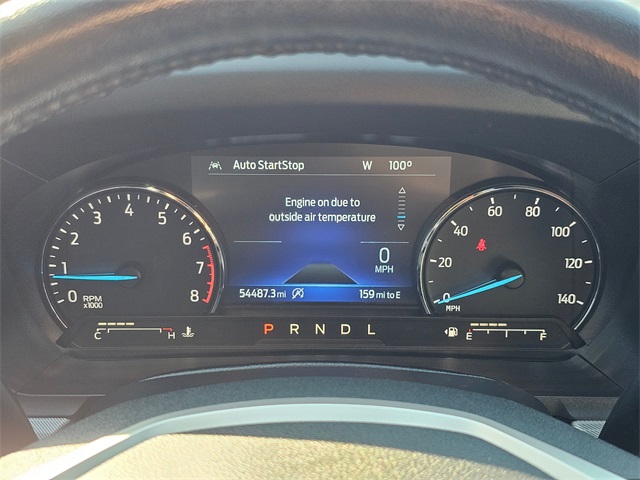 Auto StartStop W 100°
Engine on due to
outside air temperature
0
MPH
54487.3 mi 159 mi to E
0 1 2 3 4 5 6 7 8
RPM
x1000
0 20 40 60 80 100 120 140
MPH
C H
P R N D L
E F